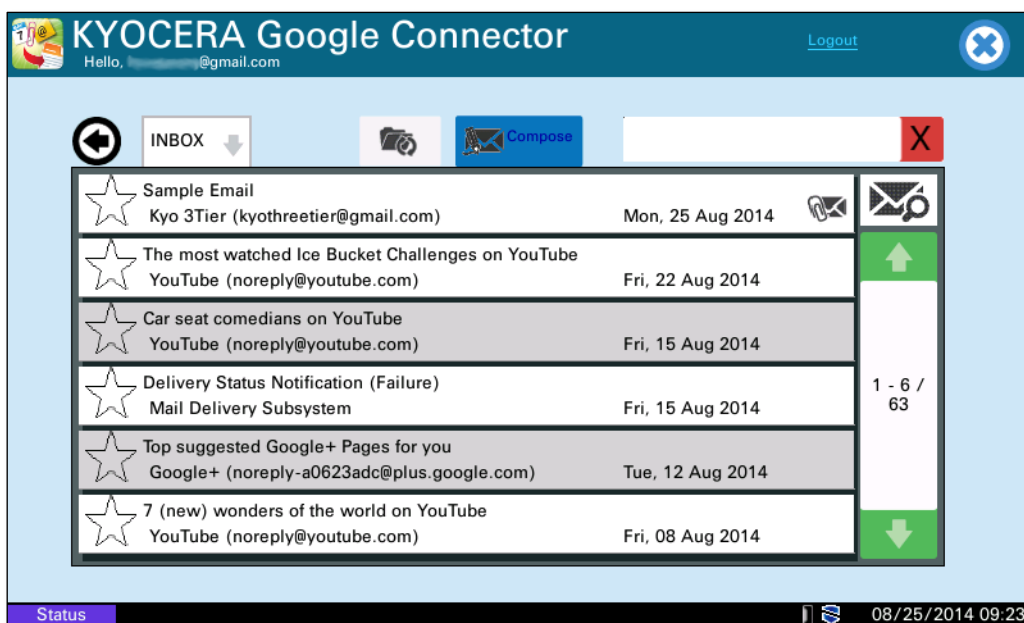 KYOCERA Google Connector
Hello, @gmail.com
Logout
INBOX
Compose
X
Sample Email
Kyo 3Tier (kyothreetier@gmail.com) Mon, 25 Aug 2014
The most watched Ice Bucket Challenges on YouTube
YouTube (noreply@youtube.com) Fri, 22 Aug 2014
Car seat comedians on YouTube
YouTube (noreply@youtube.com) Fri, 15 Aug 2014
Delivery Status Notification (Failure)
Mail Delivery Subsystem Fri, 15 Aug 2014
Top suggested Google+ Pages for you
Google+ (noreply-a0623adc@plus.google.com) Tue, 12 Aug 2014
7 (new) wonders of the world on YouTube
YouTube (noreply@youtube.com) Fri, 08 Aug 2014
1 - 6 /
63
Status
08/25/2014 09:23